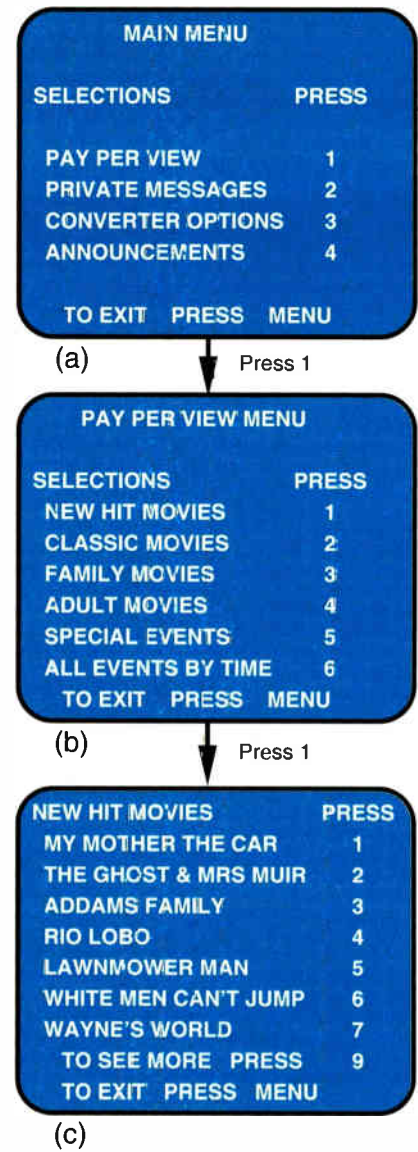 MAIN MENU
SELECTIONS PRESS
PAY PER VIEW 1
PRIVATE MESSAGES 2
CONVERTER OPTIONS 3
ANNOUNCEMENTS 4
TO EXIT PRESS MENU
(a) Press 1
PAY PER VIEW MENU
SELECTIONS PRESS
NEW HIT MOVIES 1
CLASSIC MOVIES 2
FAMILY MOVIES 3
ADULT MOVIES 4
SPECIAL EVENTS 5
ALL EVENTS BY TIME 6
TO EXIT PRESS MENU
(b) Press 1
NEW HIT MOVIES PRESS
MY MOTHER THE CAR 1
THE GHOST & MRS MUIR 2
ADDAMS FAMILY 3
RIO LOBO 4
LAWNMOWER MAN 5
WHITE MEN CAN'T JUMP 6
WAYNE'S WORLD 7
TO SEE MORE PRESS 9
TO EXIT PRESS MENU
(c)